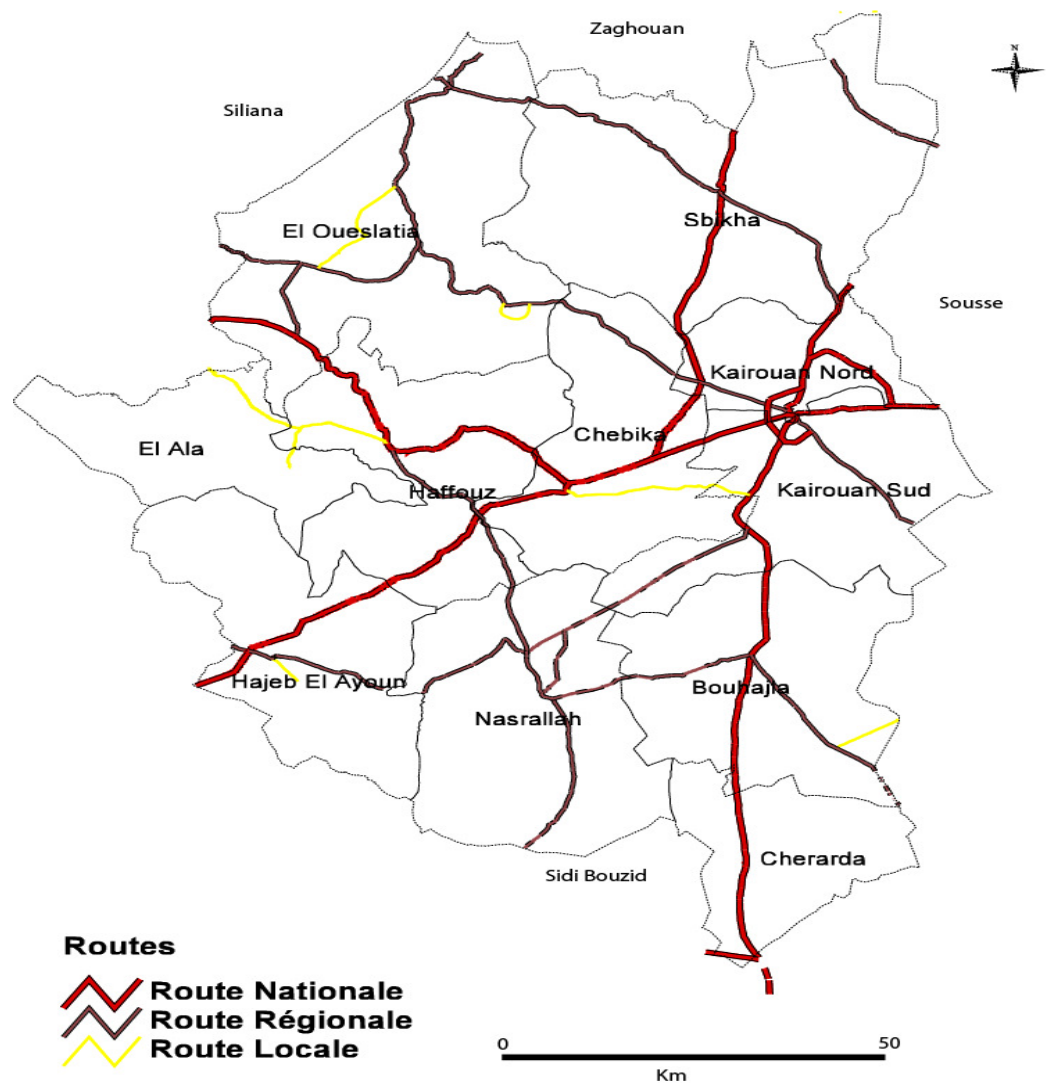 Zaghouan
N
Siliana
Sbikha
El Oueslatia
Sousse
Kairouan Nord
Chebika
El Ala
Haffouz
Kairouan Sud
Hajeb El Ayoun
Bouhajla
Nasrallah
Cherarda
Sidi Bouzid
Routes
Route Nationale
Route Régionale
Route Locale
0 50
Km